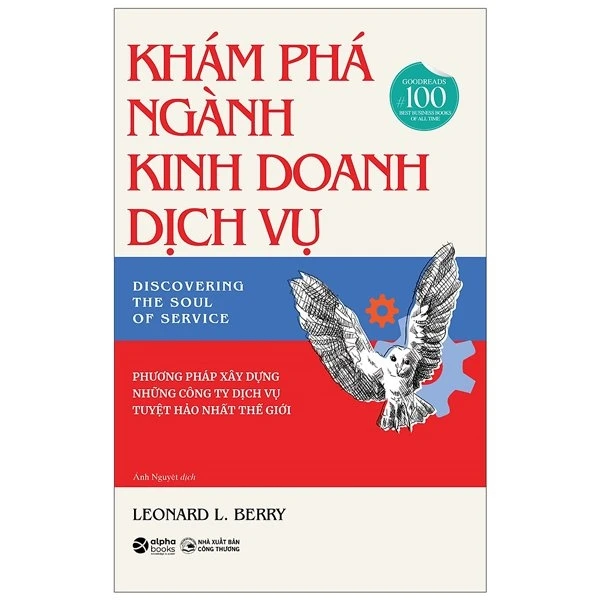 KHÁM PHÁ
NGÀNH
KINH DOANH
DỊCH VỤ
GOODREADS
#100
BEST BUSINESS BOOKS
OF ALL TIME
DISCOVERING
THE SOUL
OF SERVICE
PHƯƠNG PHÁP XÂY DỰNG
NHỮNG CÔNG TY DỊCH VỤ
TUYỆT HẢO NHẤT THẾ GIỚI
Ánh Nguyệt dịch
LEONARD L. BERRY
alpha
books
NHÀ XUẤT BẢN
CÔNG THƯƠNG